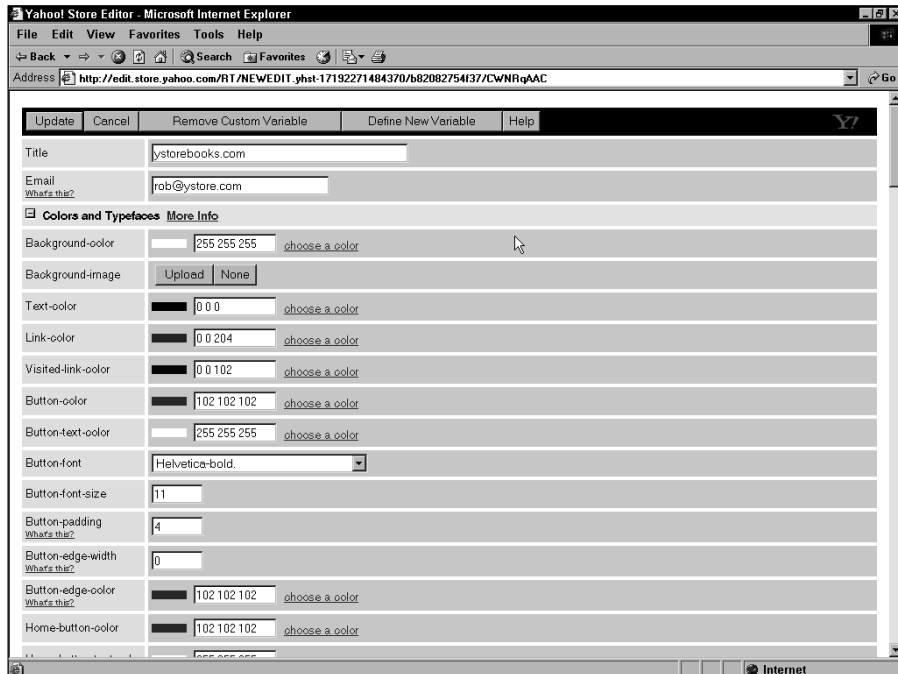 Yahoo! Store Editor - Microsoft Internet Explorer
File Edit View Favorites Tools Help
Back Search Favorites
Address http://edit.store.yahoo.com/RT/NEWEDIT.yhst-17192271484370/b82082754f37/CWNRqAAC Go
Update Cancel Remove Custom Variable Define New Variable Help Y!
Title ystorebooks.com
Email rob@ystore.com
What's this?
Colors and Typefaces More Info
Background-color 255 255 255 choose a color
Background-image Upload None
Text-color 0 0 0 choose a color
Link-color 0 0 204 choose a color
Visited-link-color 0 0 102 choose a color
Button-color 102 102 102 choose a color
Button-text-color 255 255 255 choose a color
Button-font Helvetica-bold.
Button-font-size 11
Button-padding 4
What's this?
Button-edge-width 0
What's this?
Button-edge-color 102 102 102 choose a color
What's this?
Home-button-color 102 102 102 choose a color
Internet